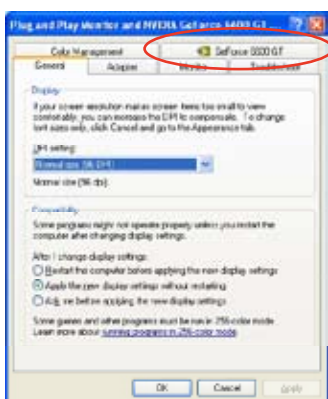 Plug and Play Monitor and NVIDIA GeForce 6600 GT
Color Management
GeForce 6600 GT
General
Adapter
Monitor
Troubleshoot
Display
If your screen resolution makes screen items too small to view
comfortably, you can increase the DPI to compensate. To change
font sizes only, click Cancel and go to the Appearance tab.
DPI setting:
Normal size (96 DPI)
Normal size (96 dpi)
Compatibility
Some programs might not operate properly unless you restart the
computer after changing display settings.
After I change display settings:
Restart the computer before applying the new display settings
Apply the new display settings without restarting
Ask me before applying the new display settings
Some games and other programs must be run in 256-color mode.
Learn more about running programs in 256-color mode.
OK
Cancel
Apply